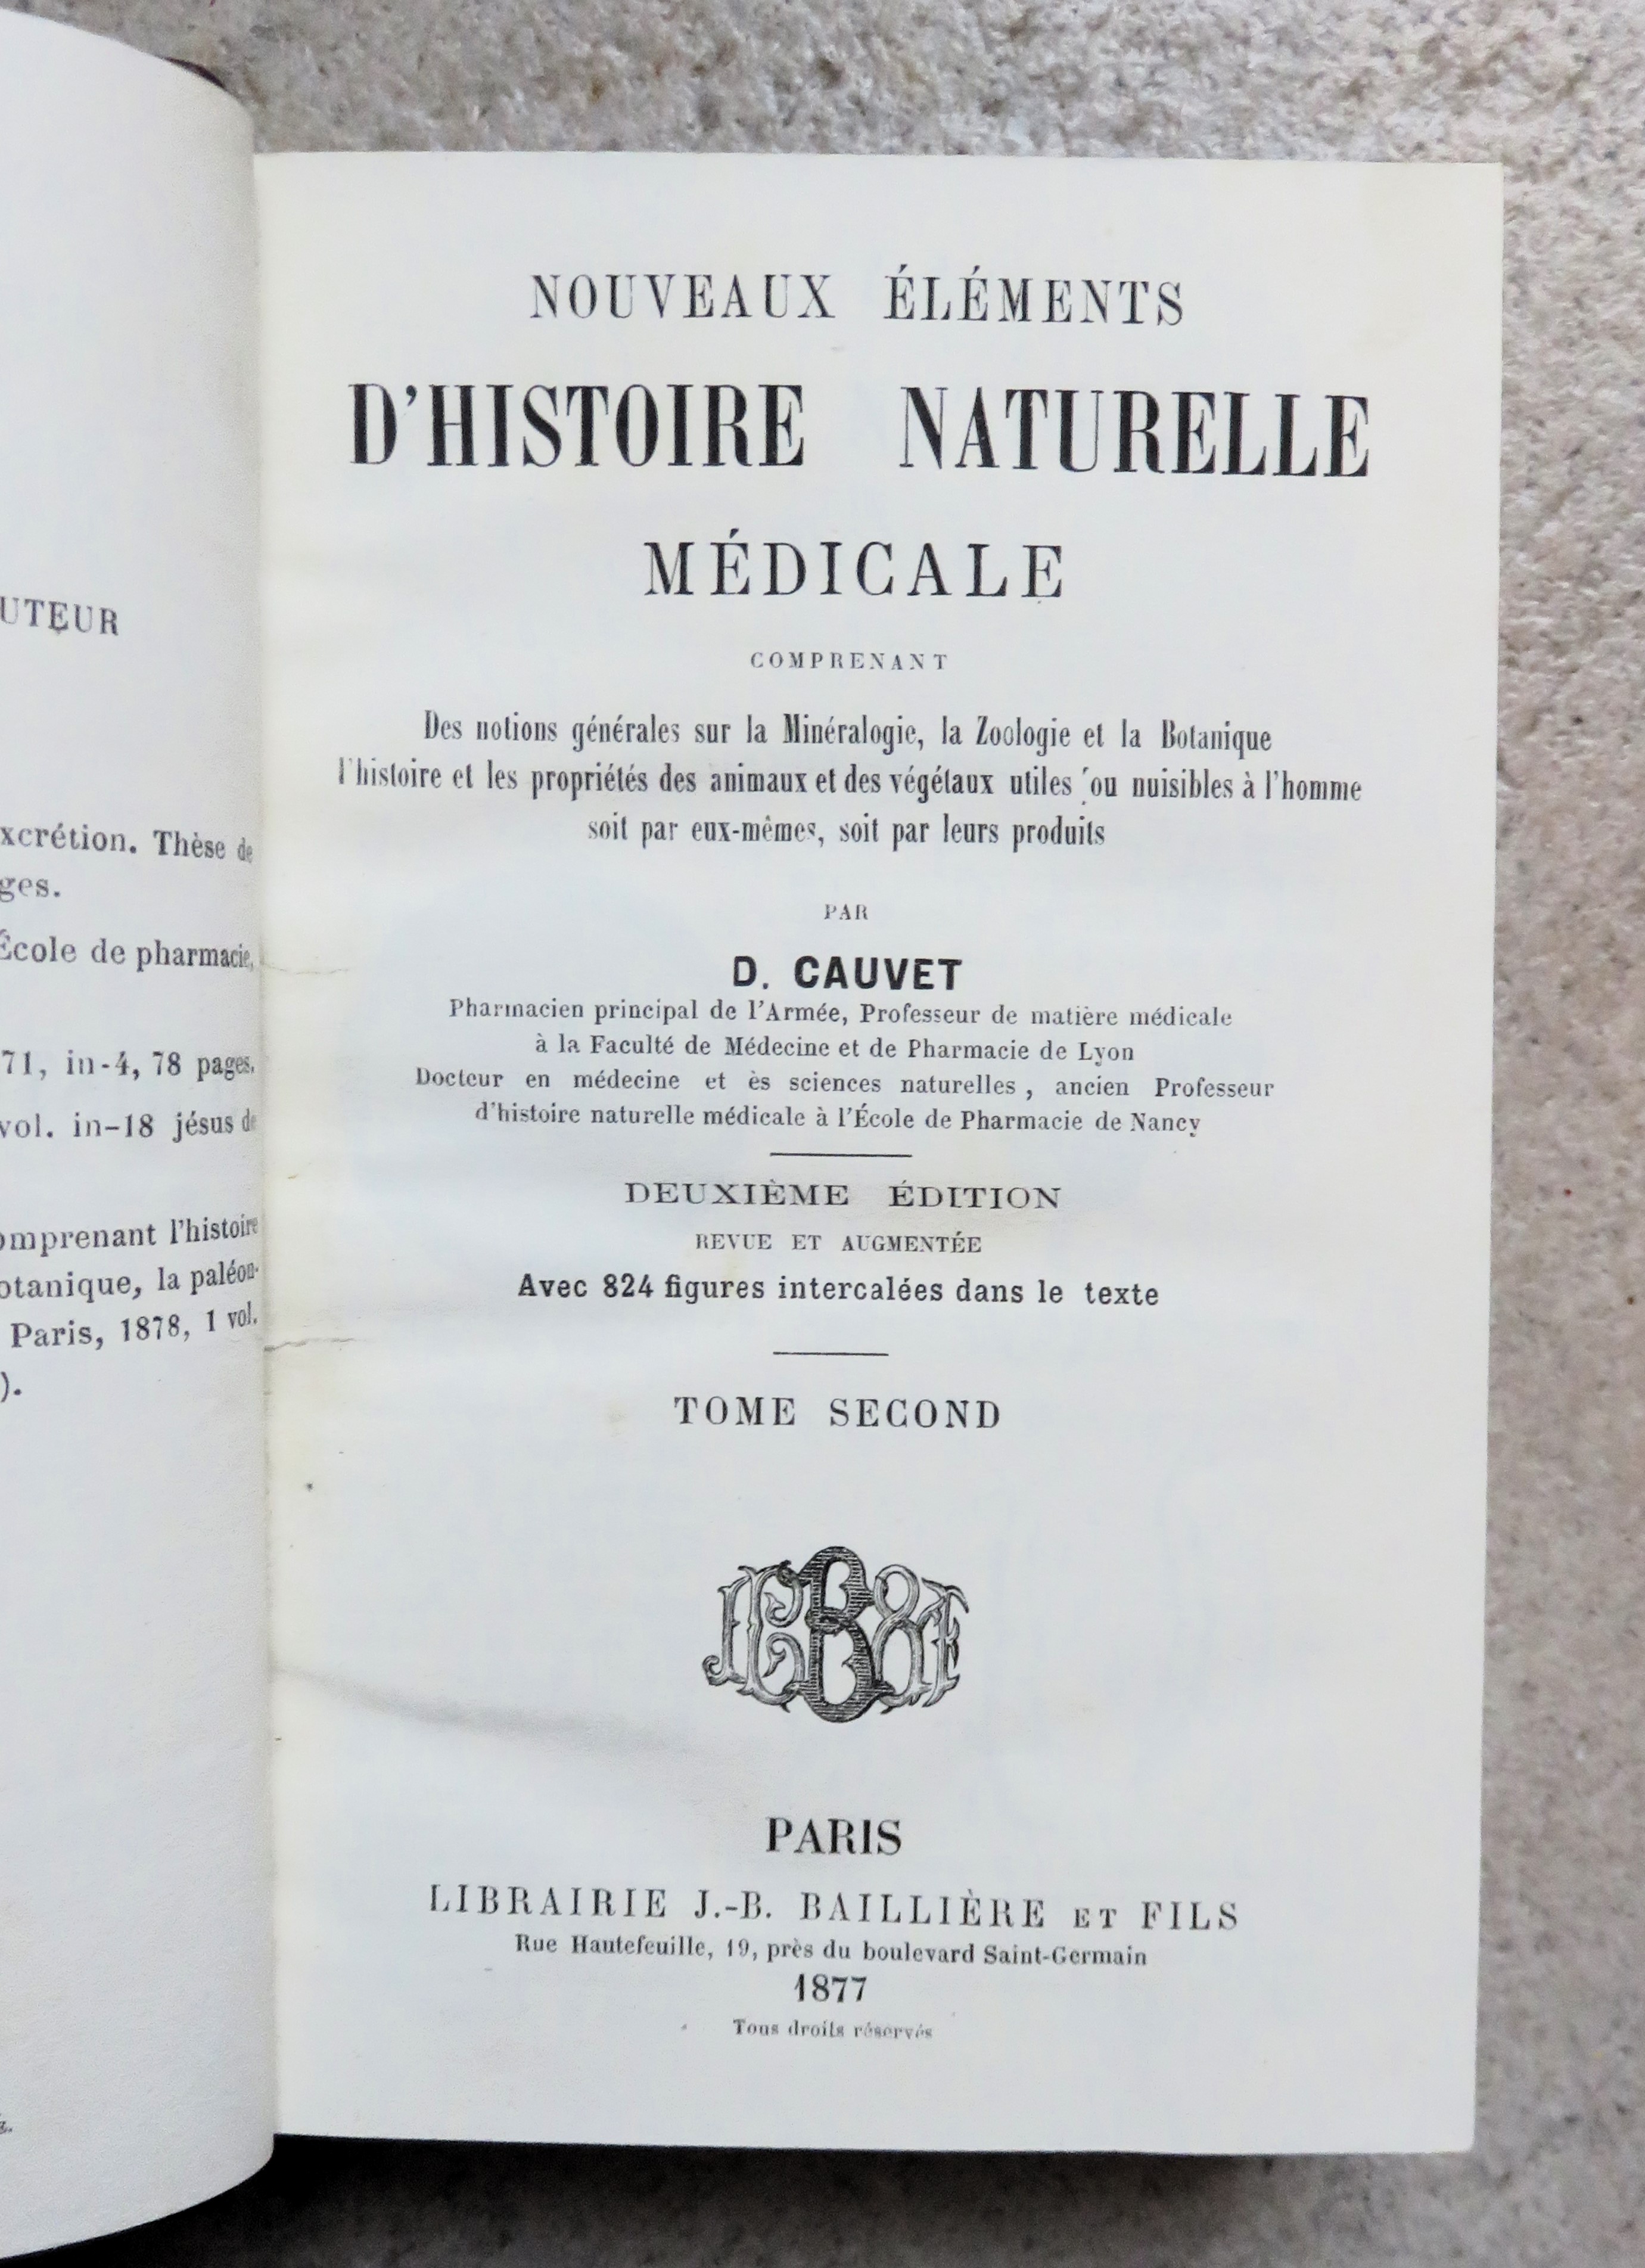 UTEUR
xcrétion. Thèse de
ges.
École de pharmacie,
71, in-4, 78 pages.
vol. in-18 jésus de
omprenant l'histoire
otanique, la paléon-
Paris, 1878, 1 vol.
).
NOUVEAUX ÉLÉMENTS
D'HISTOIRE NATURELLE
MÉDICALE
COMPRENANT
Des notions générales sur la Minéralogie, la Zoologie et la Botanique
l'histoire et les propriétés des animaux et des végétaux utiles ou nuisibles à l'homme
soit par eux-mêmes, soit par leurs produits
PAR
D. CAUVET
Pharmacien principal de l'Armée, Professeur de matière médicale
à la Faculté de Médecine et de Pharmacie de Lyon
Docteur en médecine et ès sciences naturelles, ancien Professeur
d'histoire naturelle médicale à l'École de Pharmacie de Nancy
DEUXIÈME ÉDITION
REVUE ET AUGMENTÉE
Avec 824 figures intercalées dans le texte
TOME SECOND
JBB&F
PARIS
LIBRAIRIE J.-B. BAILLIÈRE ET FILS
Rue Hautefeuille, 19, près du boulevard Saint-Germain
1877
Tous droits réservés